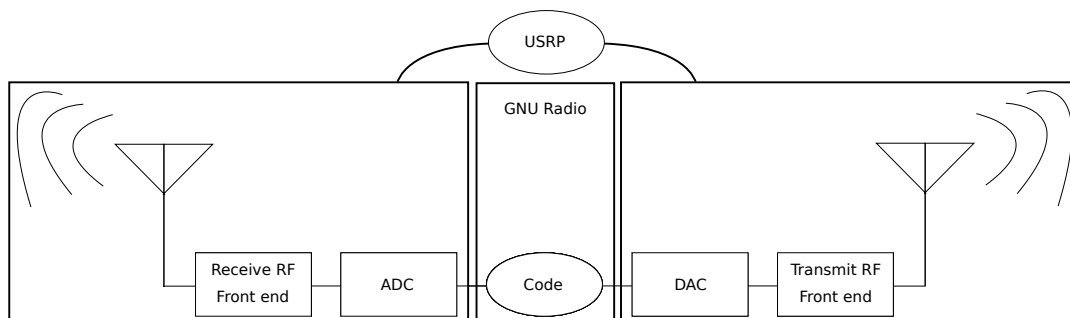 USRP
GNU Radio
Receive RF
Front end
ADC
Code
DAC
Transmit RF
Front end